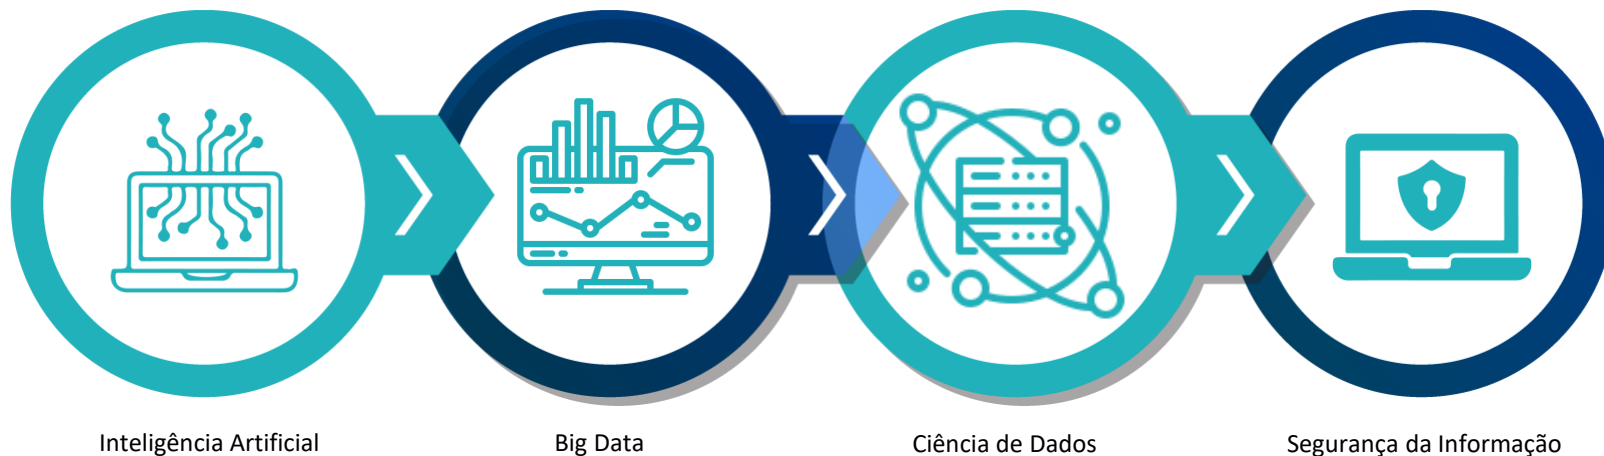 Inteligência Artificial
Big Data
Ciência de Dados
Segurança da Informação